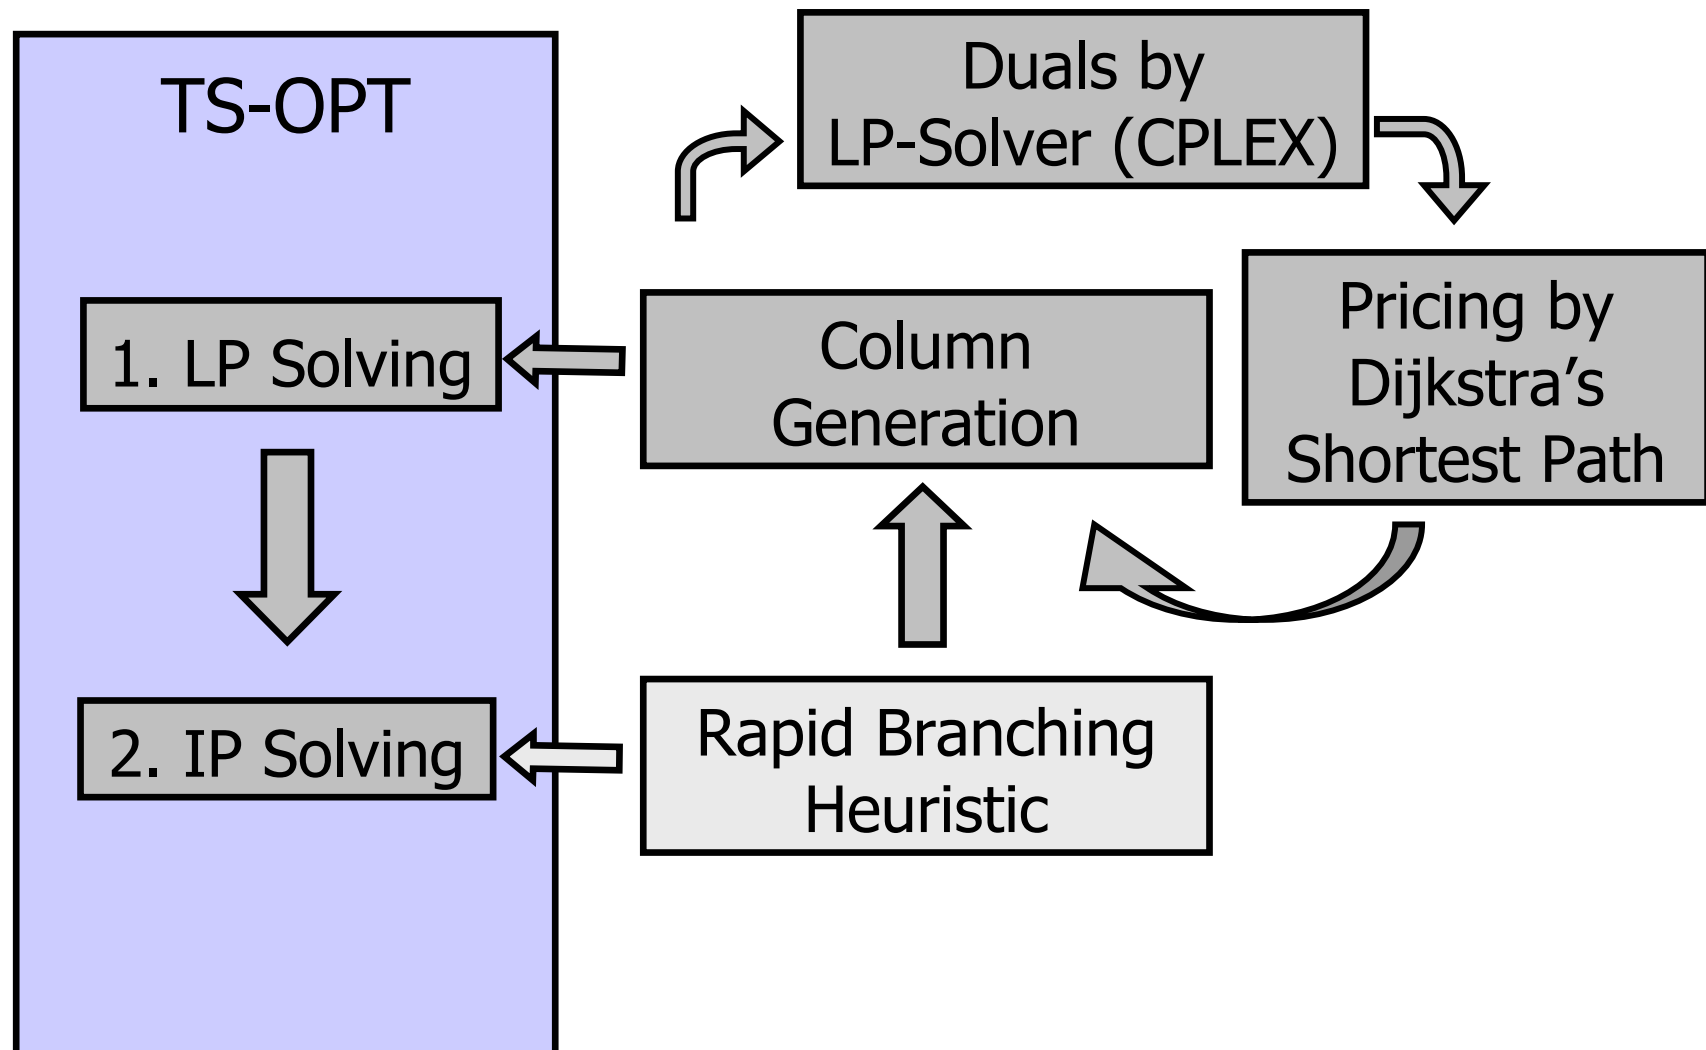 TS-OPT
Duals by
LP-Solver (CPLEX)
1. LP Solving
Column
Generation
Pricing by
Dijkstra’s
Shortest Path
2. IP Solving
Rapid Branching
Heuristic